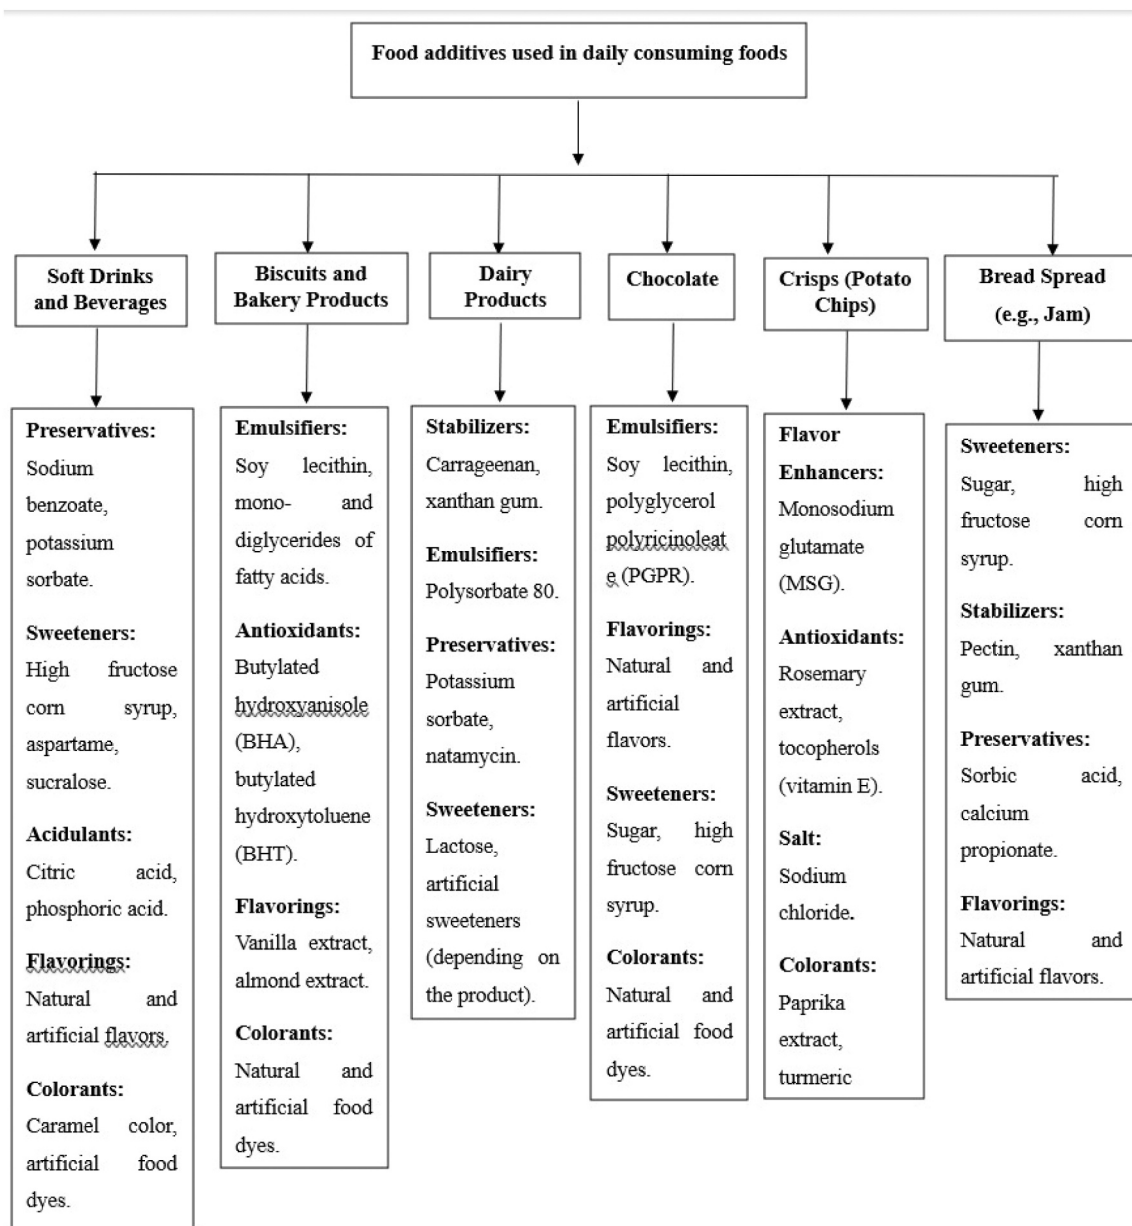 Food additives used in daily consuming foods
Soft Drinks
and Beverages
Biscuits and
Bakery Products
Dairy
Products
Chocolate
Crisps (Potato
Chips)
Bread Spread
(e.g., Jam)
Preservatives:
Sodium
benzoate,
potassium
sorbate.
Sweeteners:
High fructose
corn syrup,
aspartame,
sucralose.
Acidulants:
Citric acid,
phosphoric acid.
Flavorings:
Natural and
artificial flavors.
Colorants:
Caramel color,
artificial food
dyes.
Emulsifiers:
Soy lecithin,
mono- and
diglycerides of
fatty acids.
Antioxidants:
Butylated
hydroxyanisole
(BHA),
butylated
hydroxytoluene
(BHT).
Flavorings:
Vanilla extract,
almond extract.
Colorants:
Natural and
artificial food
dyes.
Stabilizers:
Carrageenan,
xanthan gum.
Emulsifiers:
Polysorbate 80.
Preservatives:
Potassium
sorbate,
natamycin.
Sweeteners:
Lactose,
artificial
sweeteners
(depending on
the product).
Emulsifiers:
Soy lecithin,
polyglycerol
polyricinoleat
e (PGPR).
Flavorings:
Natural and
artificial
flavors.
Sweeteners:
Sugar, high
fructose corn
syrup.
Colorants:
Natural and
artificial food
dyes.
Flavor
Enhancers:
Monosodium
glutamate
(MSG).
Antioxidants:
Rosemary
extract,
tocopherols
(vitamin E).
Salt:
Sodium
chloride.
Colorants:
Paprika
extract,
turmeric
Sweeteners:
Sugar, high
fructose corn
syrup.
Stabilizers:
Pectin, xanthan
gum.
Preservatives:
Sorbic acid,
calcium
propionate.
Flavorings:
Natural and
artificial flavors.